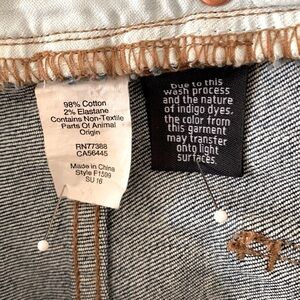 98% Cotton
2% Elastane
Contains Non-Textile
Parts Of Animal
Origin
RN77388
CA56445
Made in China
Style F1599
SU 16
Due to this
wash process
and the nature
of indigo dyes,
the color from
this garment
may transfer
onto light
surfaces.